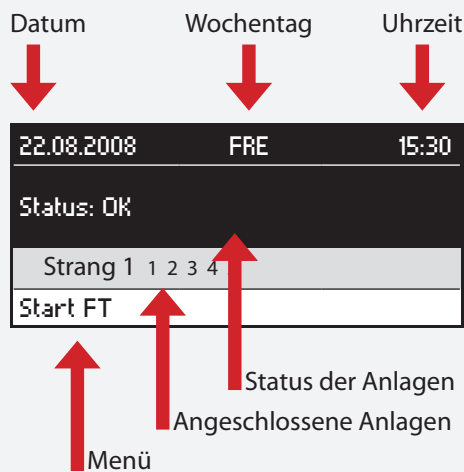 Datum Wochentag Uhrzeit
22.08.2008 FRE 15:30
Status: OK
Strang 1 1 2 3 4
Start FT
Status der Anlagen
Angeschlossene Anlagen
Menü